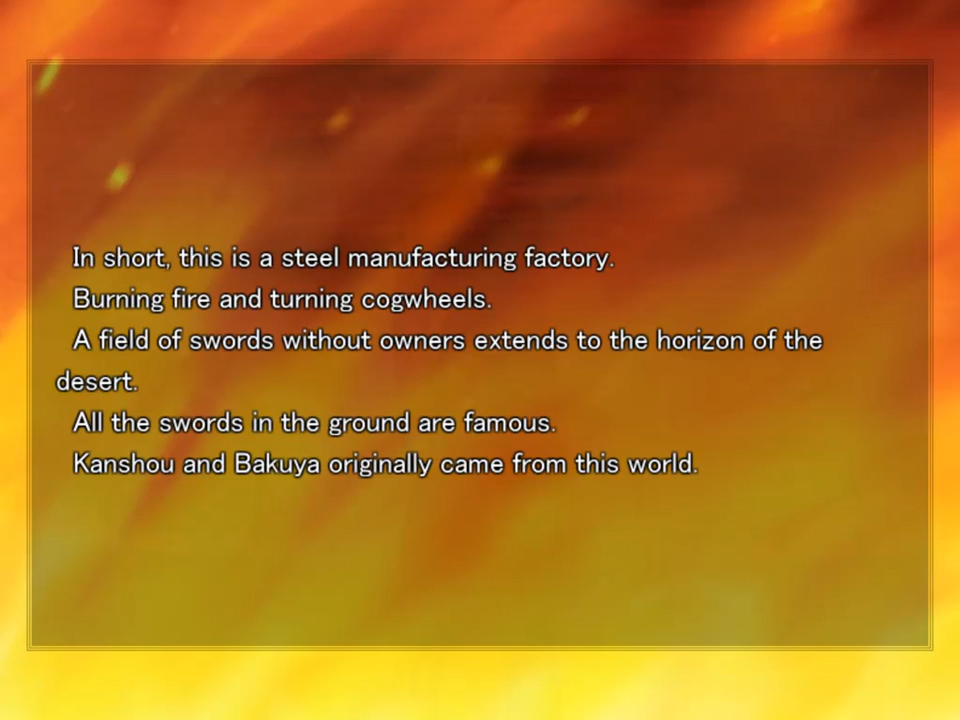 In short, this is a steel manufacturing factory.
Burning fire and turning cogwheels.
A field of swords without owners extends to the horizon of the
desert.
All the swords in the ground are famous.
Kanshou and Bakuya originally came from this world.